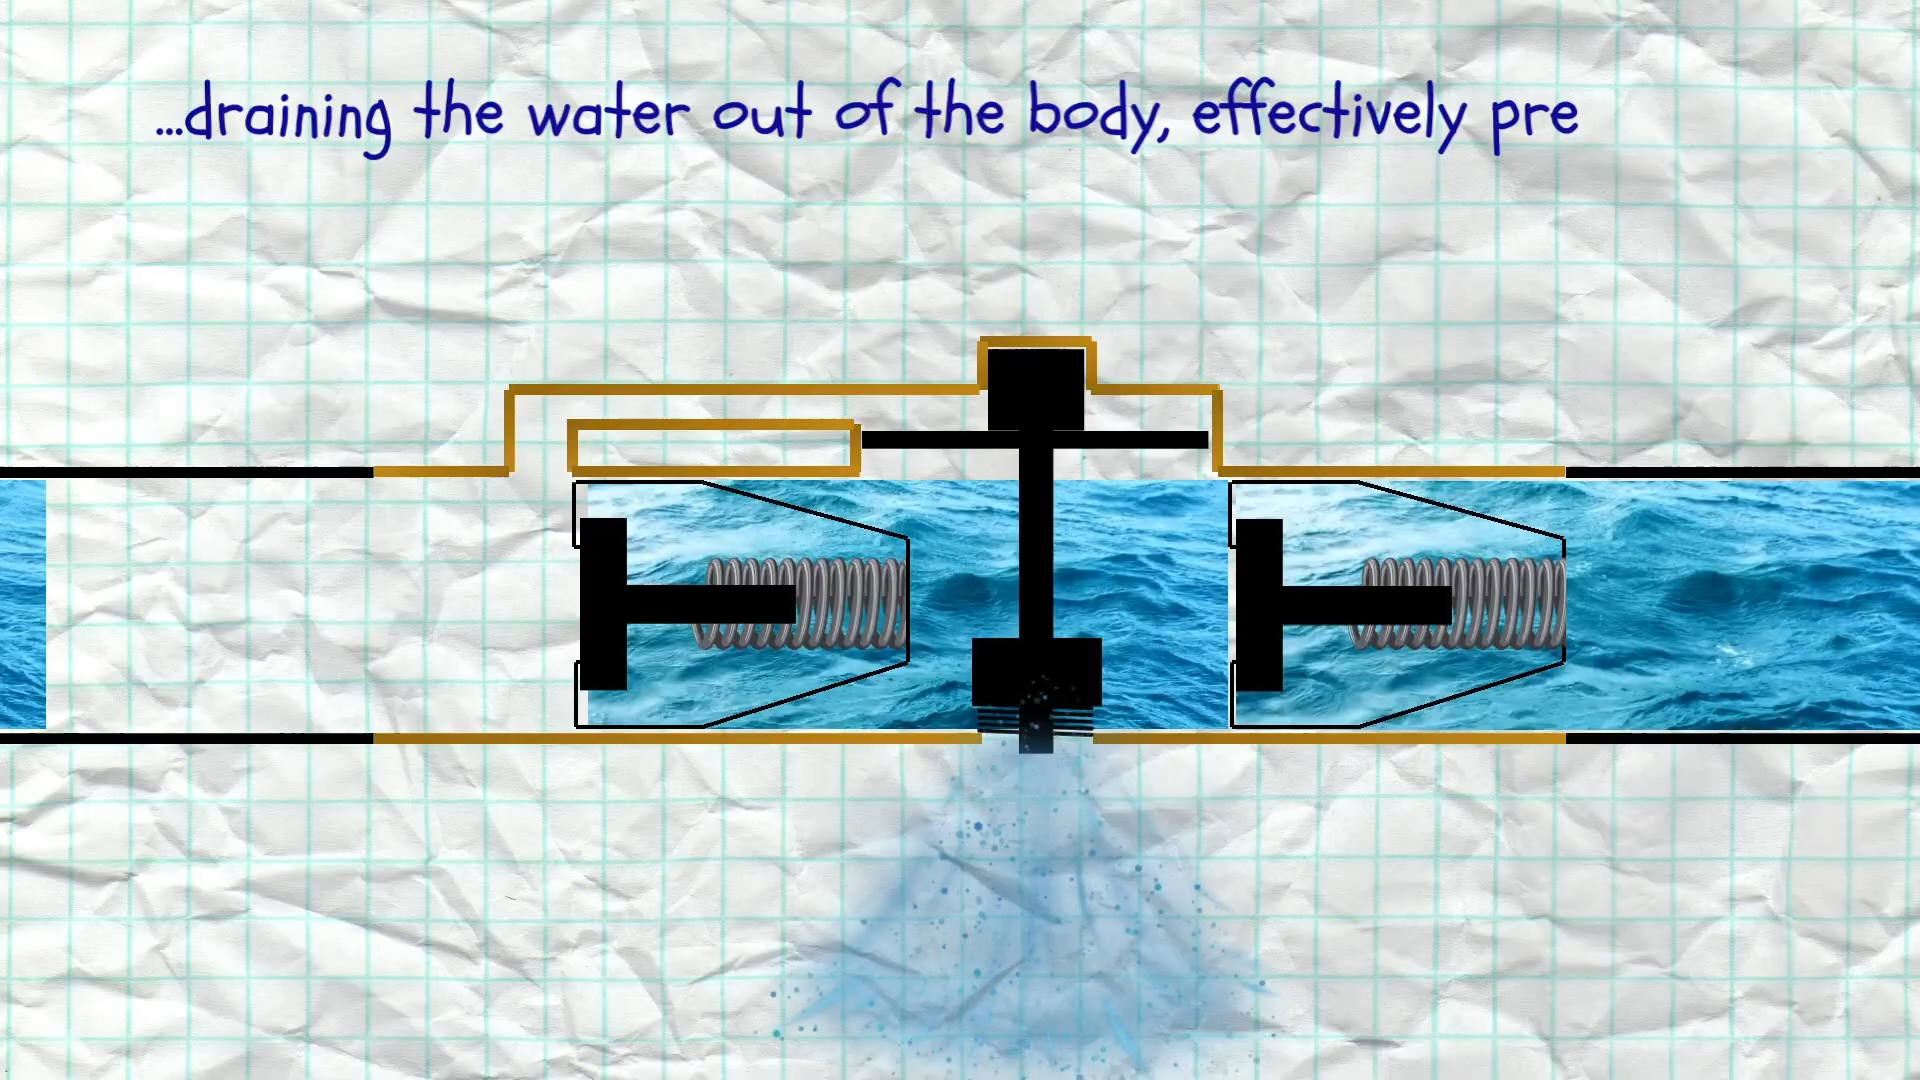 ...draining the water out of the body, effectively pre